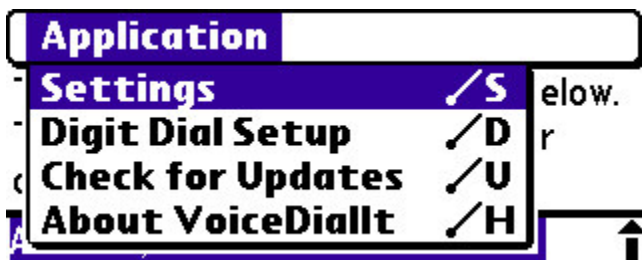 Application
Settings /S elow.
Digit Dial Setup /D r
Check for Updates /U
About VoiceDialIt /H